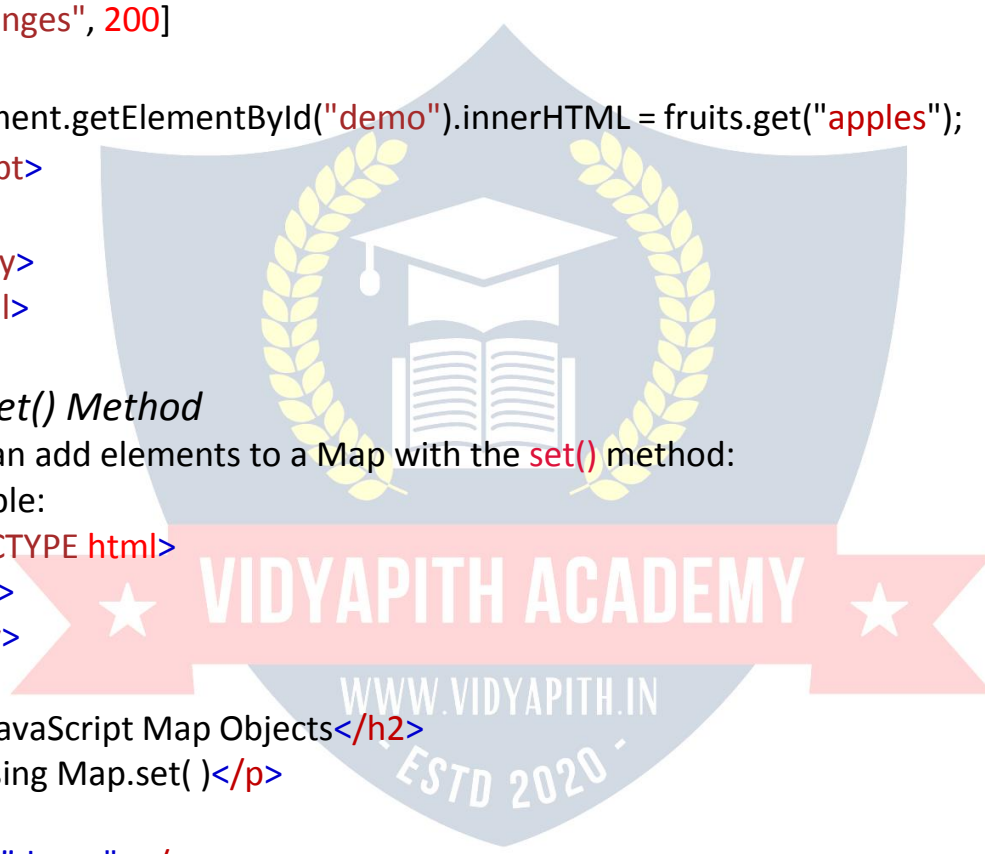 nges", 200]
ment.getElementById("demo").innerHTML = fruits.get("apples");
pt>
y>
l>
et() Method
an add elements to a Map with the set() method:
ple:
CTYPE html>
>
>
VIDYAPITH ACADEMY
WWW.VIDYAPITH.IN
avaScript Map Objects</h2>
sing Map.set( )</p>
ESTD 2020